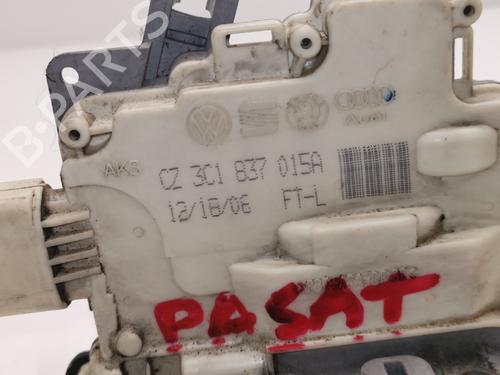 B-PARTS
Audi
AKS
CZ 3C1 837 015A
12/18/06 FT-L
PASAT